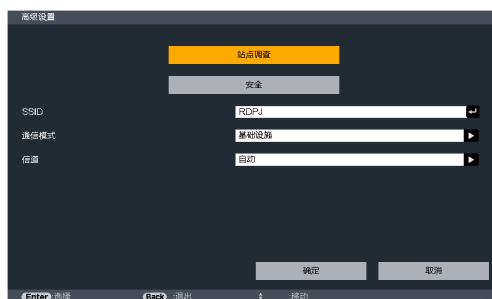 高级设置
站点调查
安全
SSID RDPJ
通信模式 基础设施
信道 自动
确定 取消
Enter :选择 Back :退出 :移动